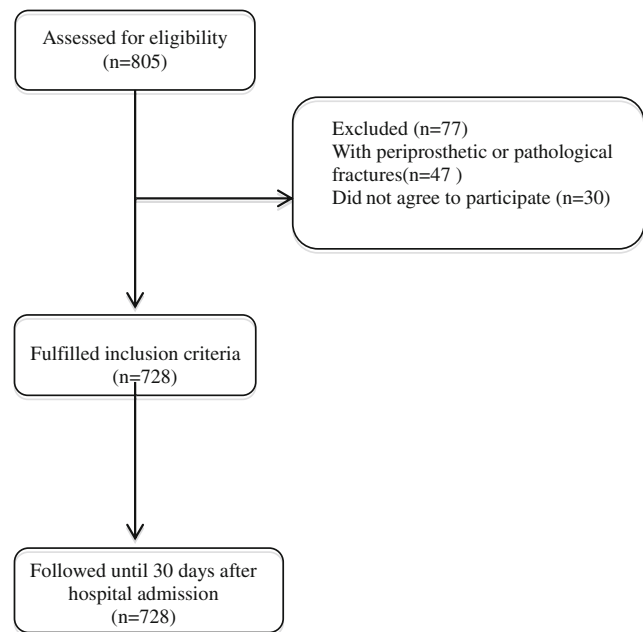 Assessed for eligibility
(n=805)
Excluded (n=77)
With periprosthetic or pathological
fractures(n=47 )
Did not agree to participate (n=30)
Fulfilled inclusion criteria
(n=728)
Followed until 30 days after
hospital admission
(n=728)